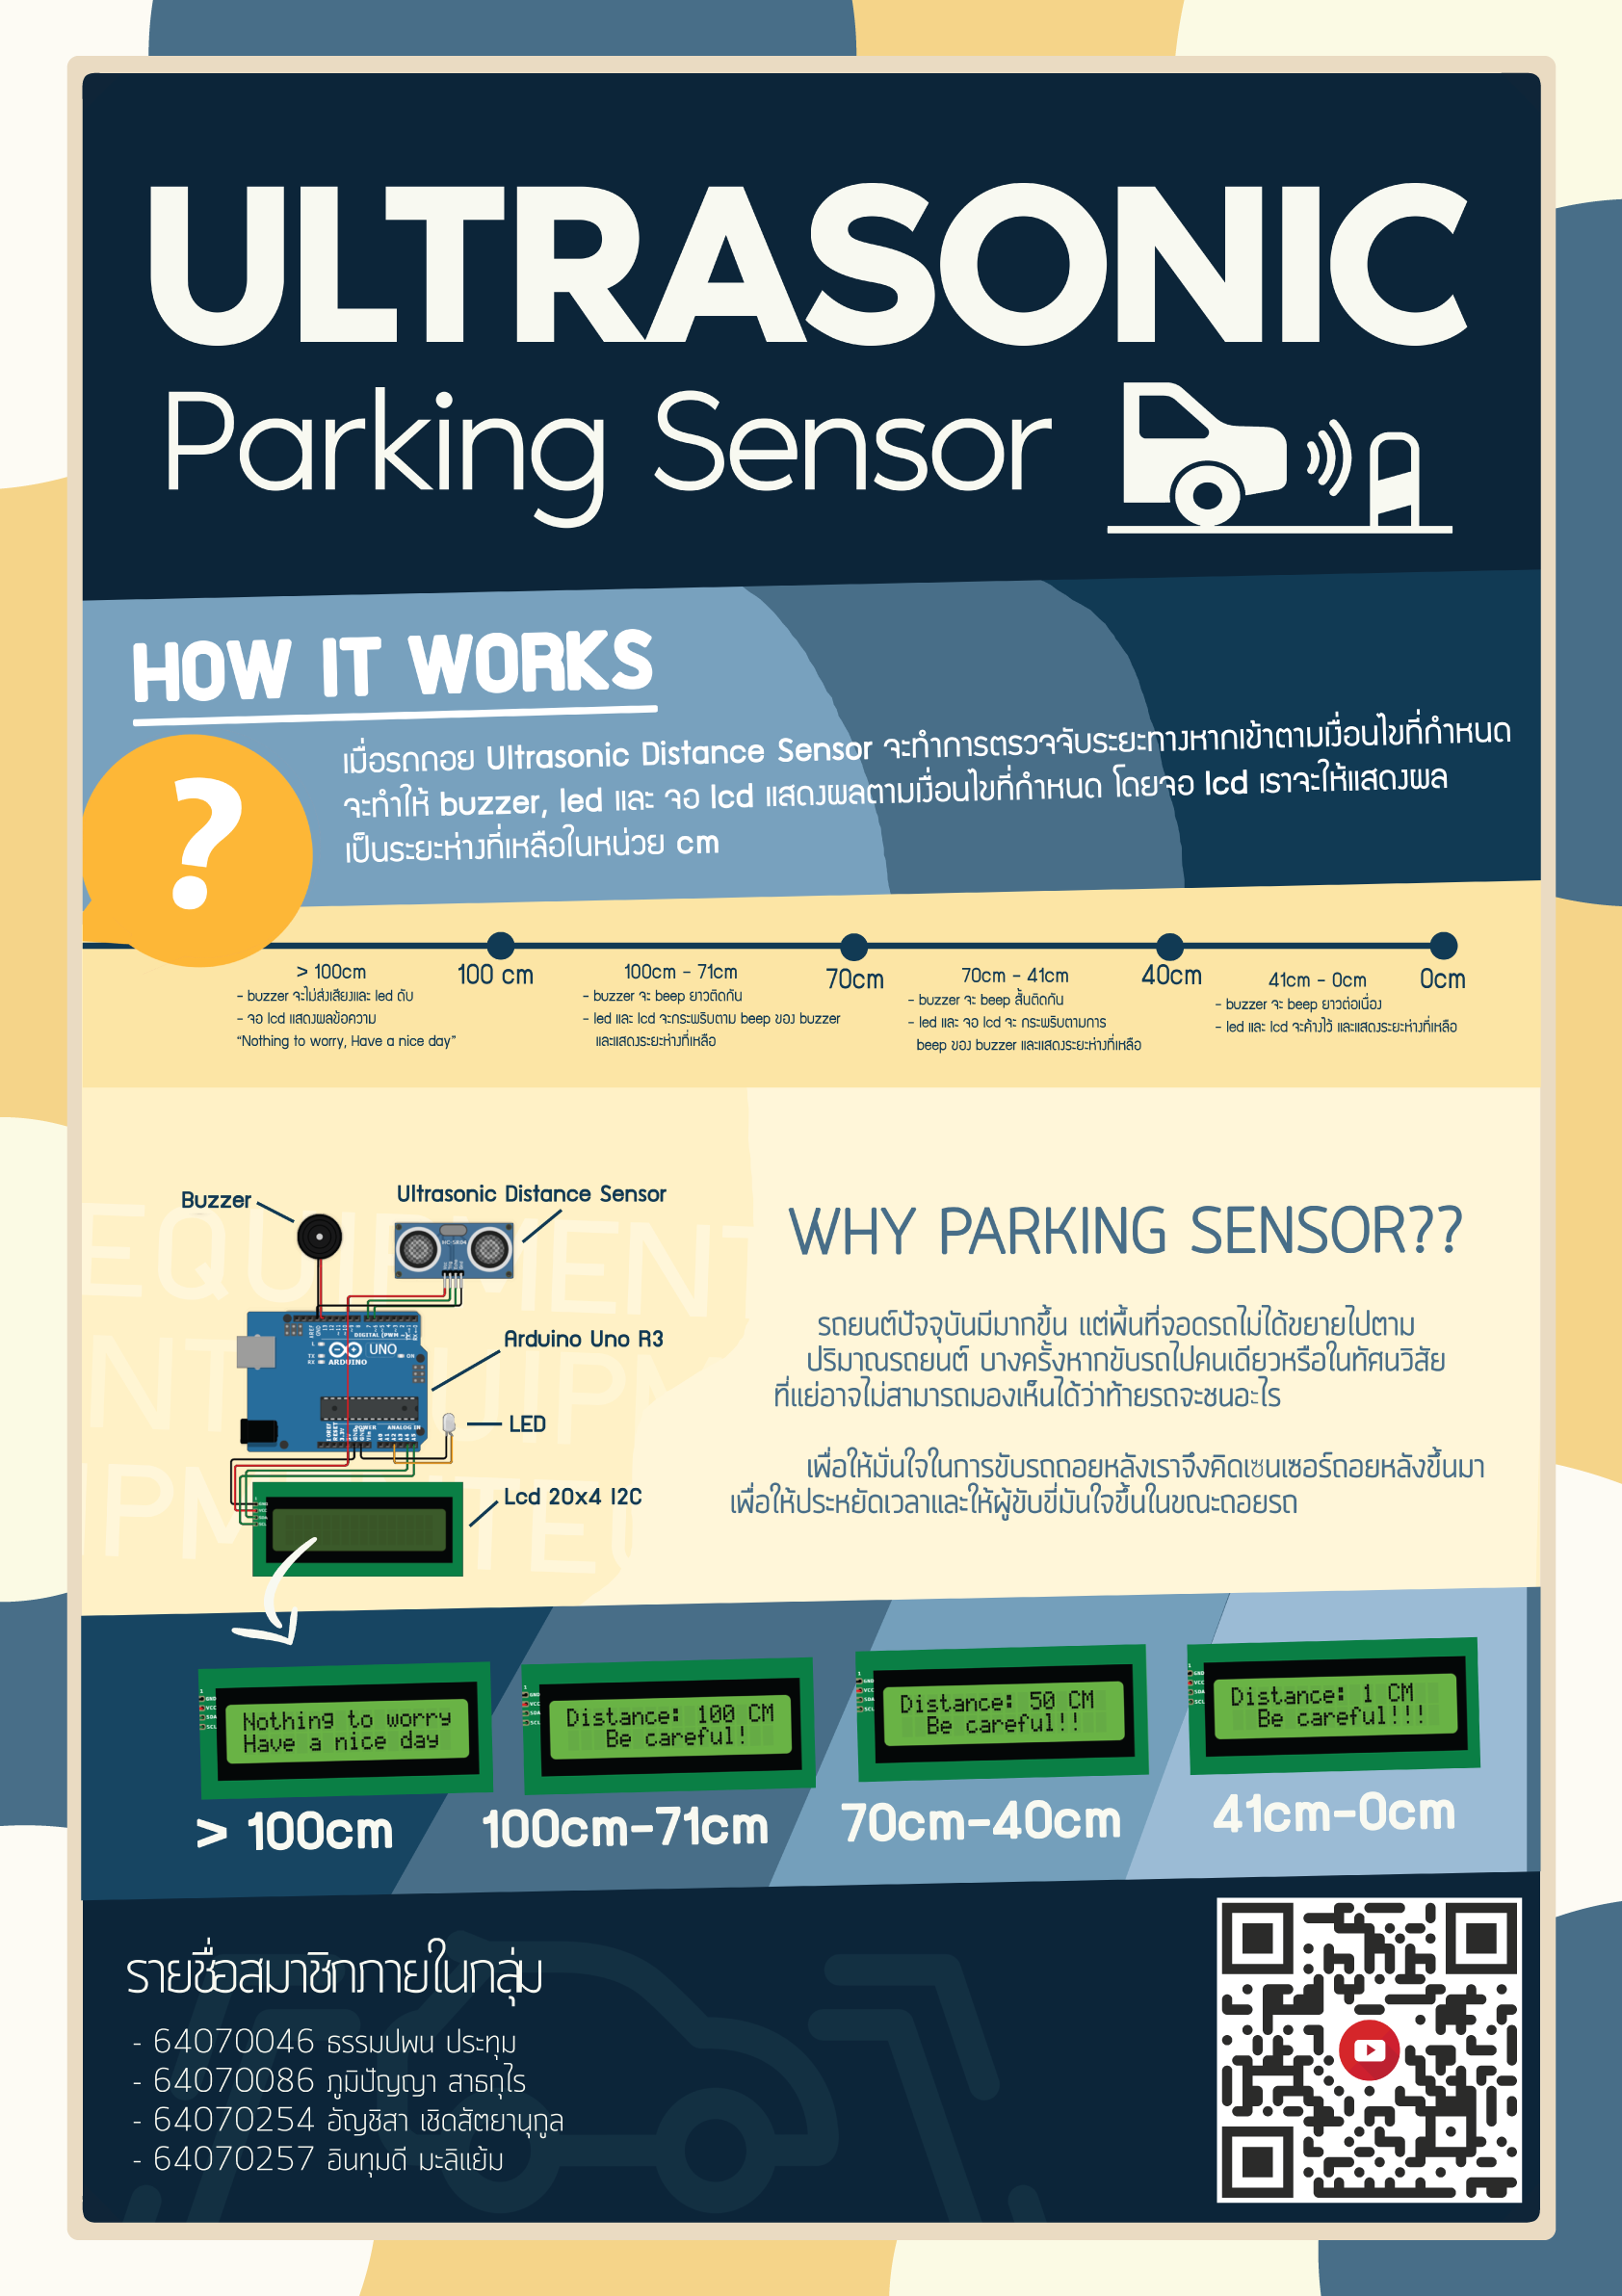 ULTRASONIC
Parking Sensor
HOW IT WORKS
?
เมื่อรถถอย Ultrasonic Distance Sensor จะทำการตรวจจับระยะทางหากเข้าตามเงื่อนไขที่กำหนด
จะทำให้ buzzer, led และ จอ lcd แสดงผลตามเงื่อนไขที่กำหนด โดยจอ lcd เราจะให้แสดงผล
เป็นระยะห่างที่เหลือในหน่วย cm
100 cm
70cm
40cm
0cm
> 100cm
- buzzer จะไม่ส่งเสียงและ led ดับ
- จอ lcd แสดงผลข้อความ
"Nothing to worry, Have a nice day"
100cm - 71cm
- buzzer จะ beep ยาวติดกัน
- led และ lcd จะกระพริบตาม beep ของ buzzer
และแสดงระยะห่างที่เหลือ
70cm - 41cm
- buzzer จะ beep สั้นติดกัน
- led และ จอ lcd จะ กระพริบตามการ
beep ของ buzzer และแสดงระยะห่างที่เหลือ
41cm - 0cm
- buzzer จะ beep ยาวต่อเนื่อง
- led และ lcd จะค้างไว้ และแสดงระยะห่างที่เหลือ
Buzzer
Ultrasonic Distance Sensor
HC-SR04
Arduino Uno R3
UNO
ARDUINO
DIGITAL (PWM ~)
POWER
ANALOG IN
LED
Lcd 20x4 I2C
WHY PARKING SENSOR??
รถยนต์ปัจจุบันมีมากขึ้น แต่พื้นที่จอดรถไม่ได้ขยายไปตาม
ปริมาณรถยนต์ บางครั้งหากขับรถไปคนเดียวหรือในทัศนวิสัย
ที่แย่อาจไม่สามารถมองเห็นได้ว่าท้ายรถจะชนอะไร
เพื่อให้มั่นใจในการขับรถถอยหลังเราจึงคิดเซนเซอร์ถอยหลังขึ้นมา
เพื่อให้ประหยัดเวลาและให้ผู้ขับขี่มันใจขึ้นในขณะถอยรถ
Nothing to worry
Have a nice day
> 100cm
Distance: 100 CM
Be careful!
100cm-71cm
Distance: 50 CM
Be careful!!
70cm-40cm
Distance: 1 CM
Be careful!!!
41cm-0cm
รายชื่อสมาชิกภายในกลุ่ม
- 64070046 ธรรมปพน ประทุม
- 64070086 ภูมิปัญญา สาธกุไร
- 64070254 อัญชิสา เชิดสัตยานุกูล
- 64070257 อินทุมดี มะลิแย้ม